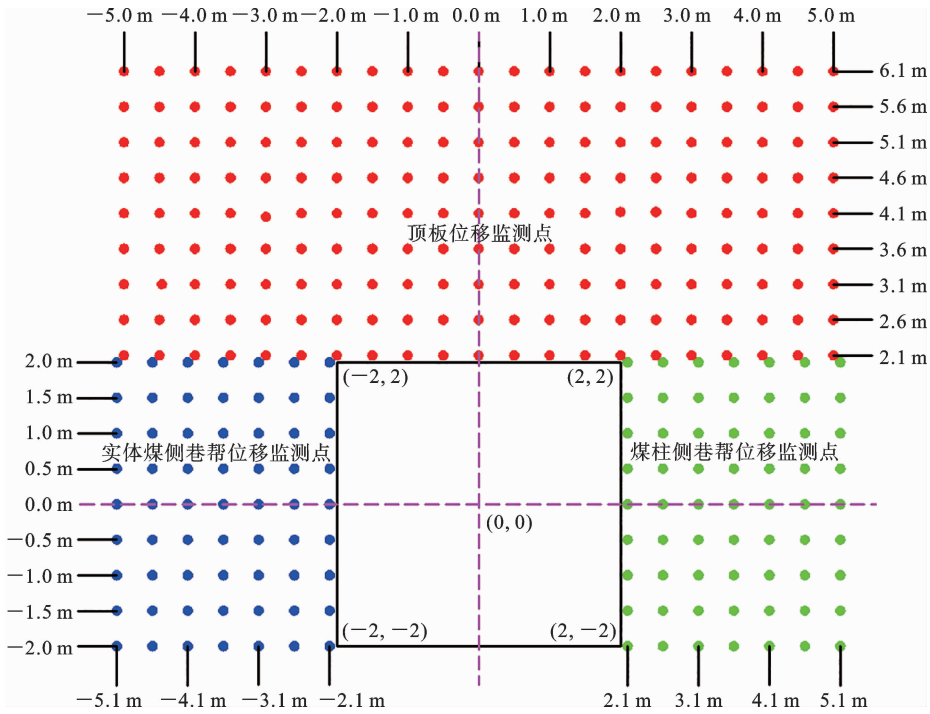 −5.0 m −4.0 m −3.0 m −2.0 m −1.0 m 0.0 m 1.0 m 2.0 m 3.0 m 4.0 m 5.0 m
6.1 m
5.6 m
5.1 m
4.6 m
4.1 m
顶板位移监测点
3.6 m
3.1 m
2.6 m
2.1 m
2.0 m
(−2, 2) (2, 2)
1.5 m
1.0 m
实体煤侧巷帮位移监测点 煤柱侧巷帮位移监测点
0.5 m
0.0 m
(0, 0)
−0.5 m
−1.0 m
−1.5 m
(−2, −2) (2, −2)
−2.0 m
−5.1 m −4.1 m −3.1 m −2.1 m 2.1 m 3.1 m 4.1 m 5.1 m